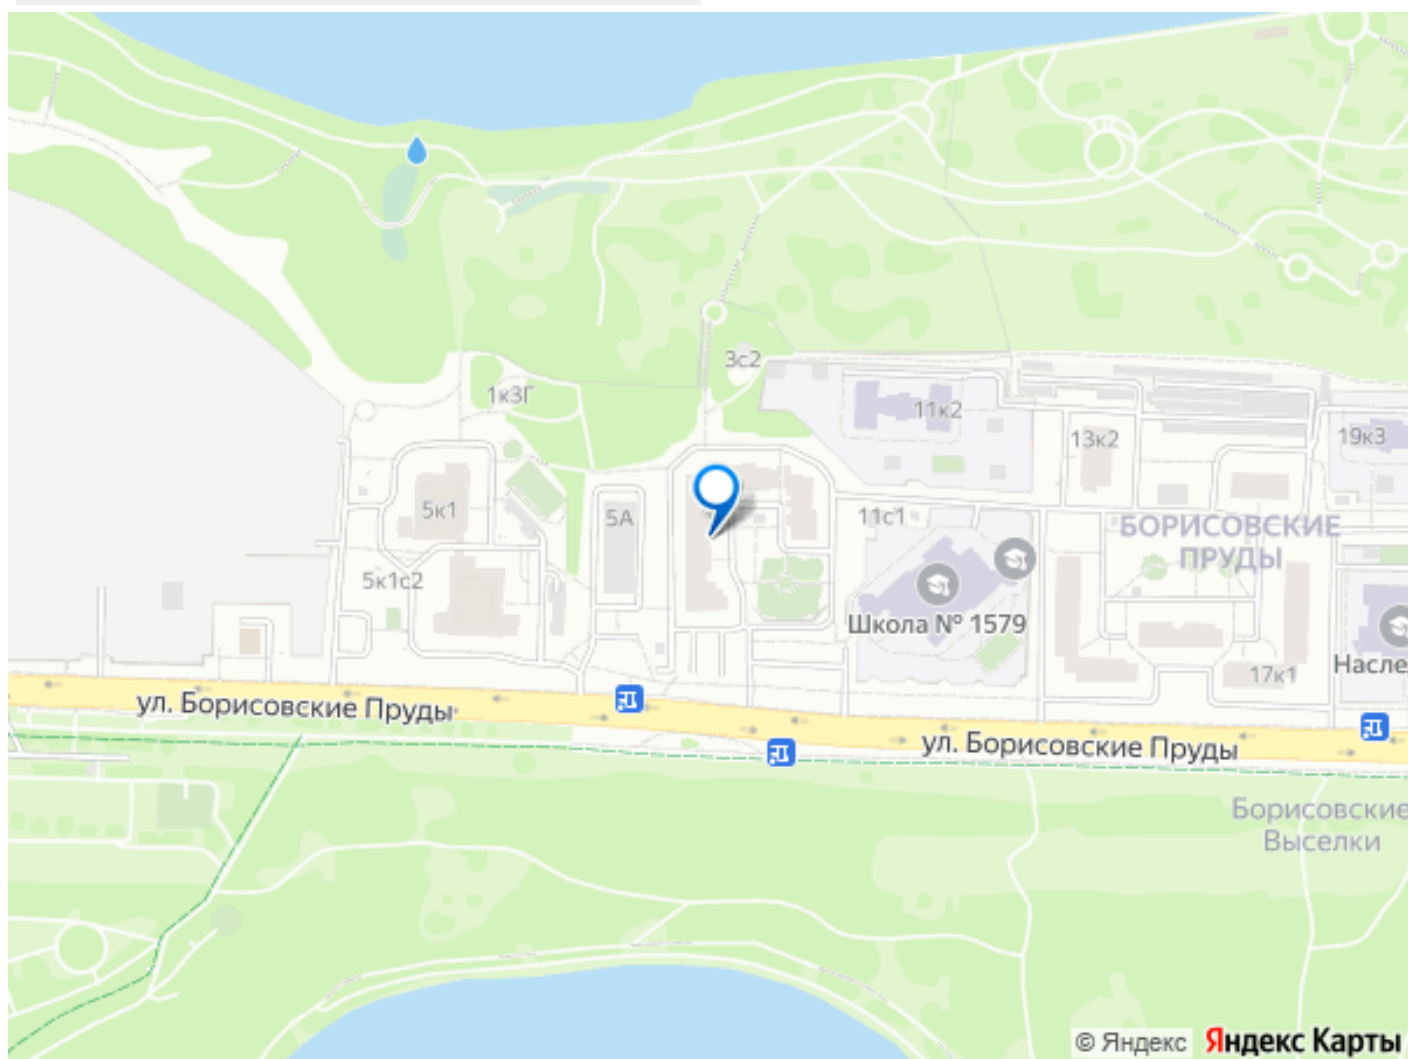 3с2
1к3Г
11к2
13к2
19к3
5к1
5А
11с1
БОРИСОВСКИЕ
ПРУДЫ
5к1с2
Школа № 1579
Насле
17к1
ул. Борисовские Пруды
ул. Борисовские Пруды
Борисовские
Выселки
© Яндекс Яндекс Карты